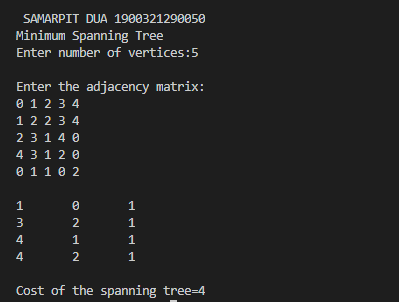 SAMARPIT DUA 1900321290050
Minimum Spanning Tree
Enter number of vertices:5
Enter the adjacency matrix:
0 1 2 3 4
1 2 2 3 4
2 3 1 4 0
4 3 1 2 0
0 1 1 0 2
1 0 1
3 2 1
4 1 1
4 2 1
Cost of the spanning tree=4